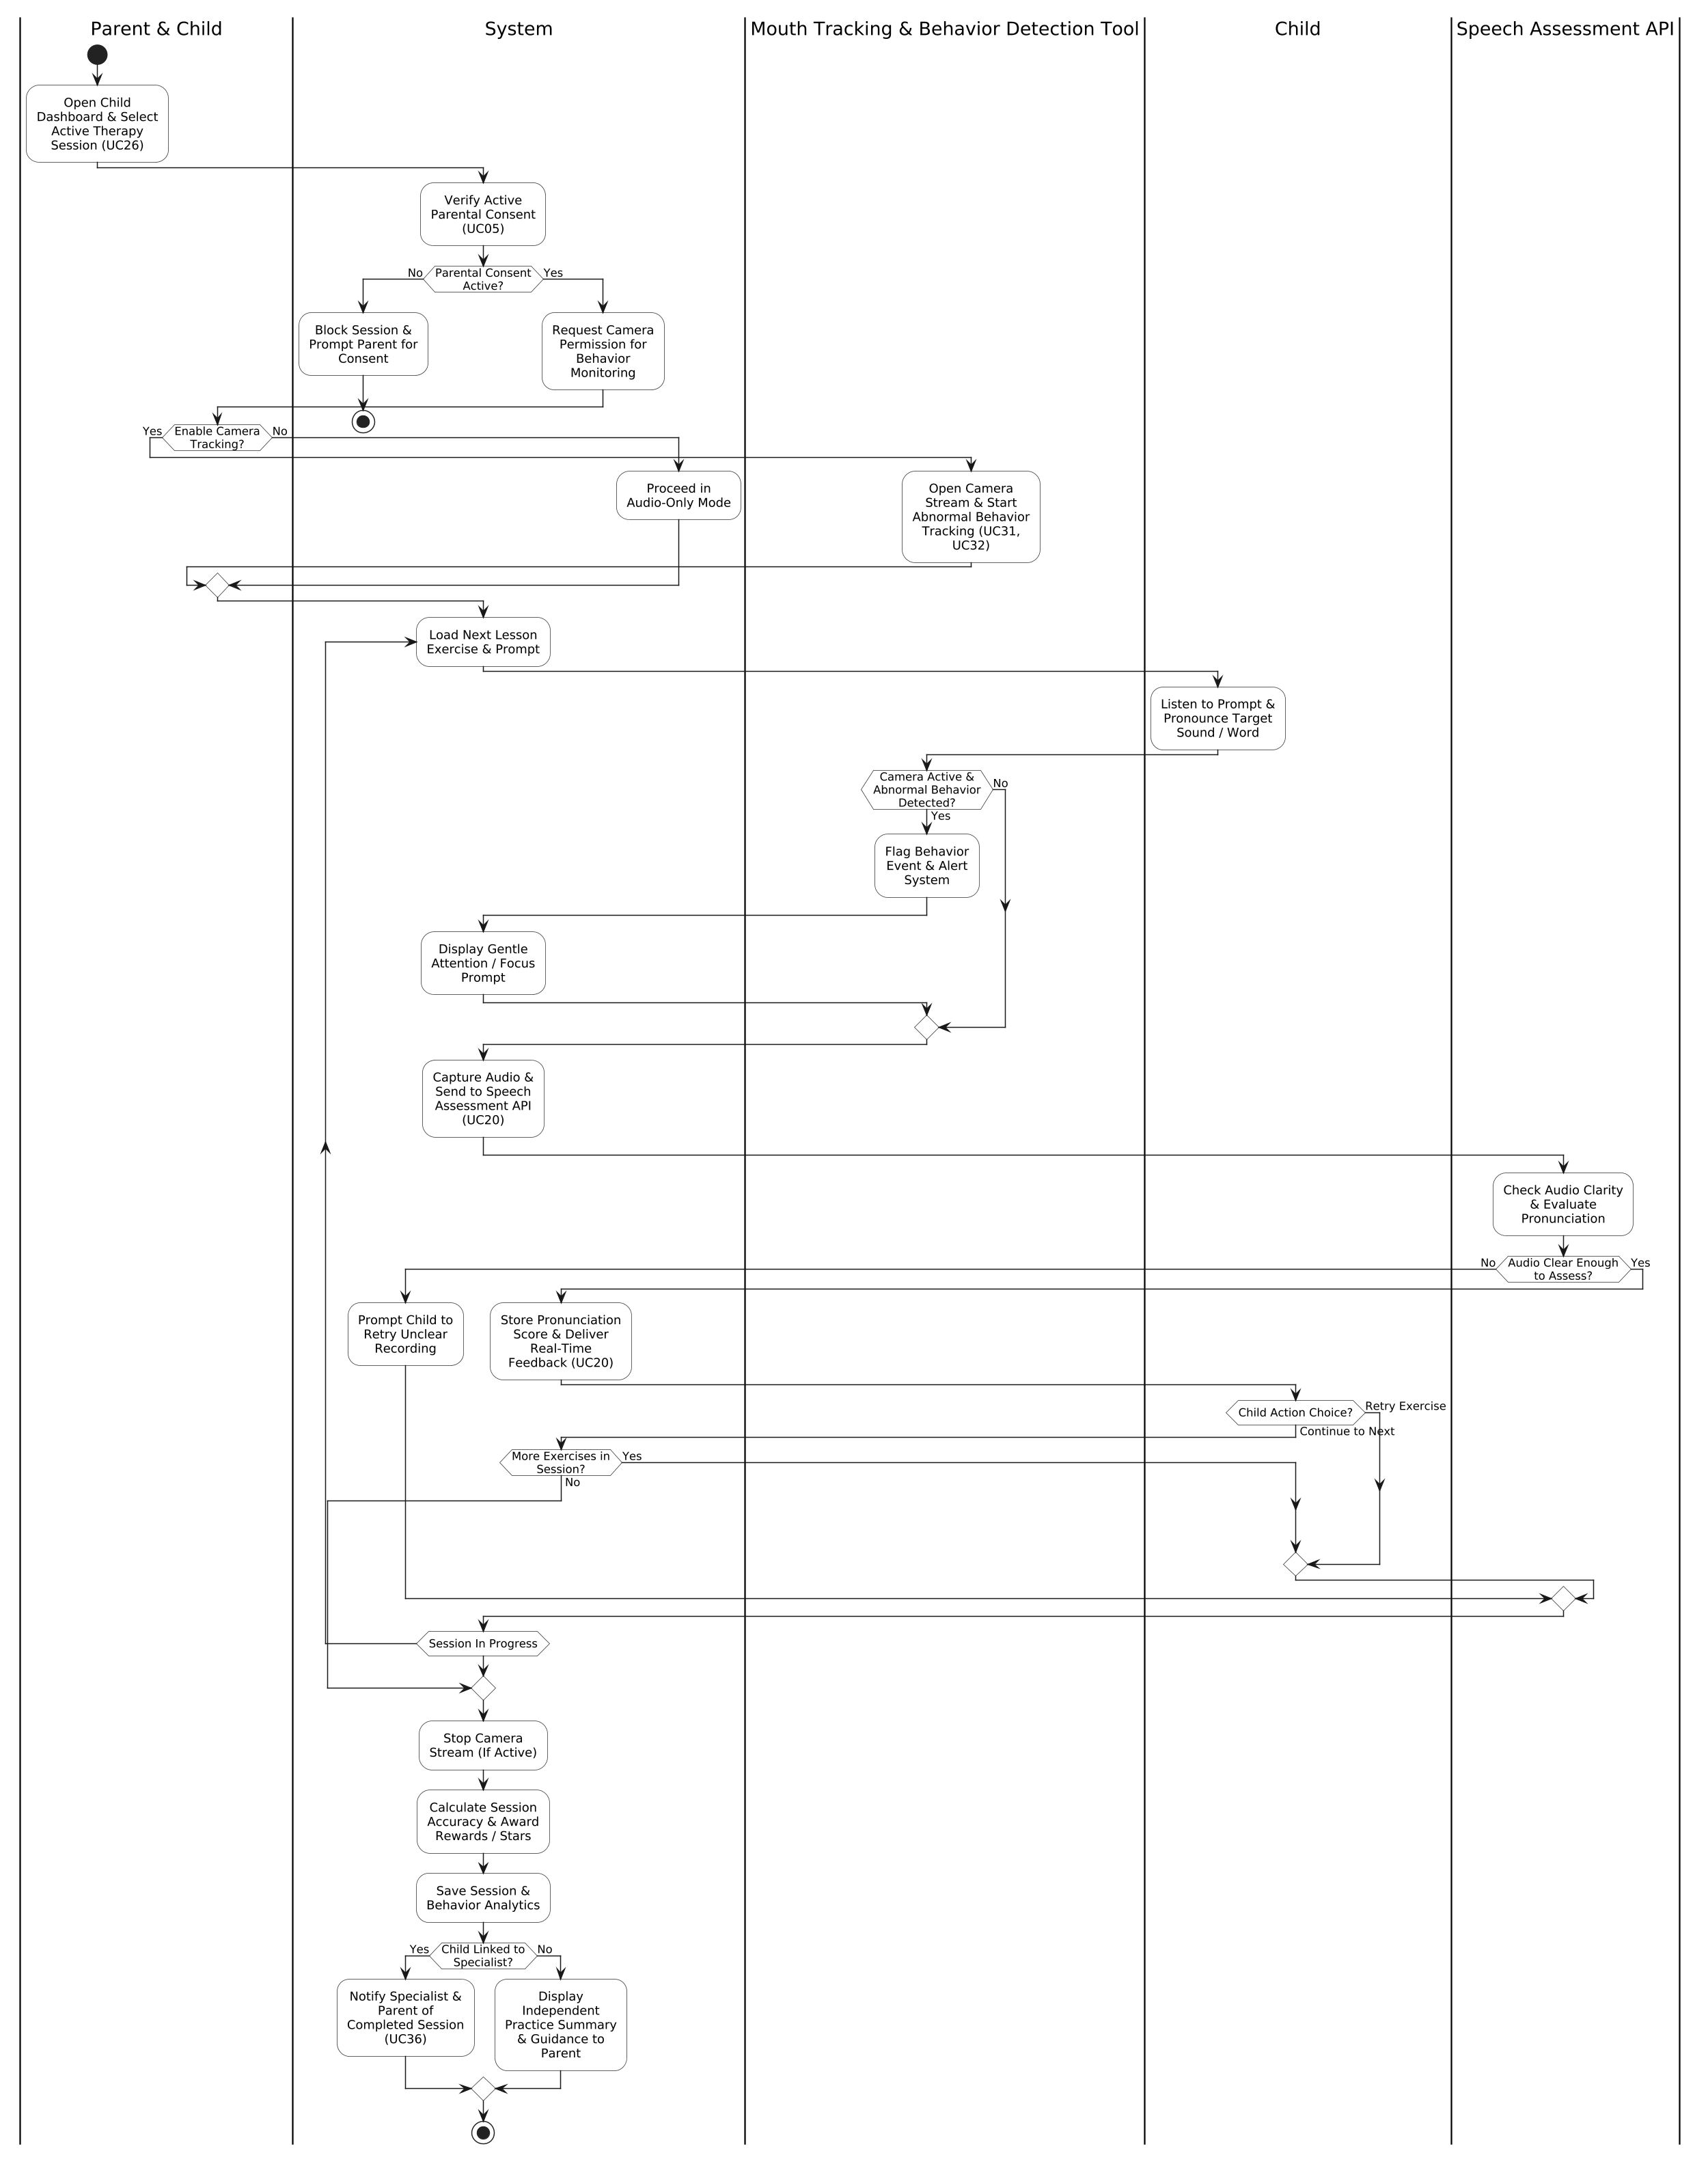 Parent & Child
System
Mouth Tracking & Behavior Detection Tool
Child
Speech Assessment API
Open Child
Dashboard & Select
Active Therapy
Session (UC26)
Verify Active
Parental Consent
(UC05)
No
Parental Consent
Active?
Yes
Block Session &
Prompt Parent for
Consent
Request Camera
Permission for
Behavior
Monitoring
Yes
Enable Camera
Tracking?
No
Proceed in
Audio-Only Mode
Open Camera
Stream & Start
Abnormal Behavior
Tracking (UC31,
UC32)
Load Next Lesson
Exercise & Prompt
Listen to Prompt &
Pronounce Target
Sound / Word
Camera Active &
Abnormal Behavior
Detected?
No
Yes
Flag Behavior
Event & Alert
System
Display Gentle
Attention / Focus
Prompt
Capture Audio &
Send to Speech
Assessment API
(UC20)
Check Audio Clarity
& Evaluate
Pronunciation
No
Audio Clear Enough
to Assess?
Yes
Prompt Child to
Retry Unclear
Recording
Store Pronunciation
Score & Deliver
Real-Time
Feedback (UC20)
Child Action Choice?
Retry Exercise
Continue to Next
More Exercises in
Session?
Yes
No
Session In Progress
Stop Camera
Stream (If Active)
Calculate Session
Accuracy & Award
Rewards / Stars
Save Session &
Behavior Analytics
Yes
Child Linked to
Specialist?
No
Notify Specialist &
Parent of
Completed Session
(UC36)
Display
Independent
Practice Summary
& Guidance to
Parent